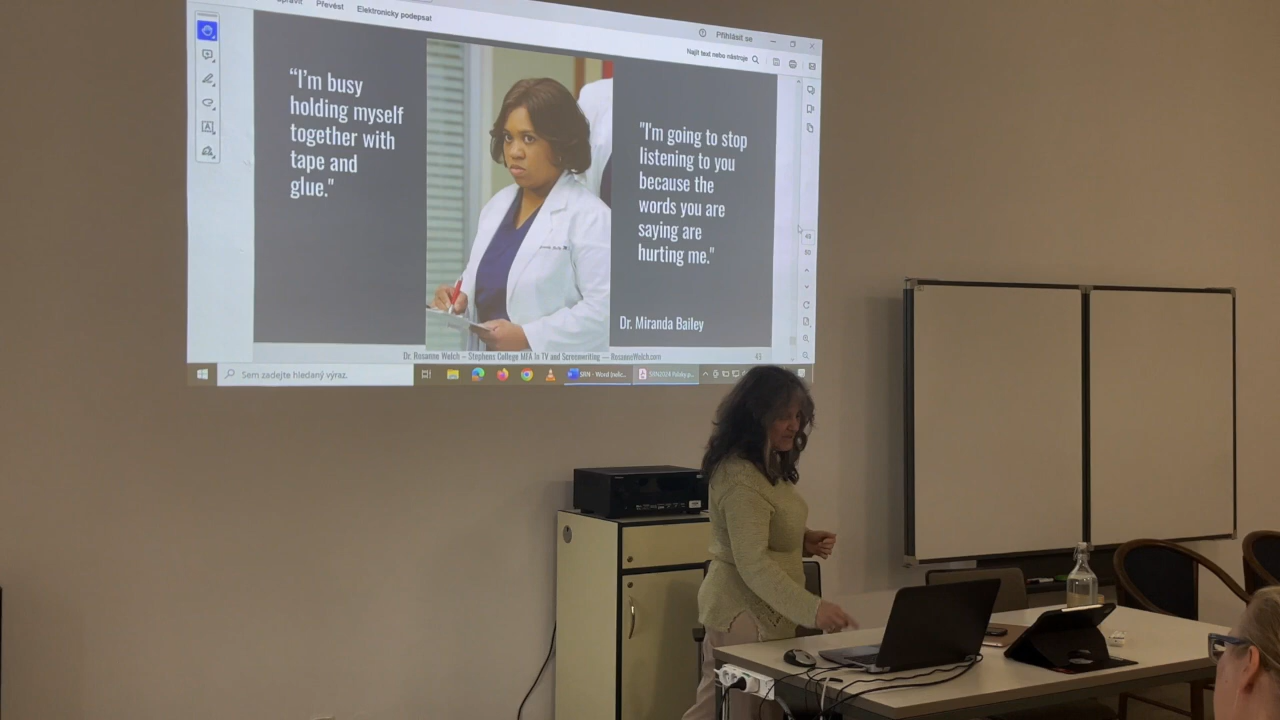 Upravit Převést Elektronicky podepsat
Přihlásit se
Najít text nebo nástroje
"I'm busy
holding myself
together with
tape and
glue."
"I'm going to stop
listening to you
because the
words you are
saying are
hurting me."
Dr. Miranda Bailey
Dr. Rosanne Welch ~ Stephens College MFA In TV and Screenwriting — RosanneWelch.com
43
Sem zadejte hledaný výraz.